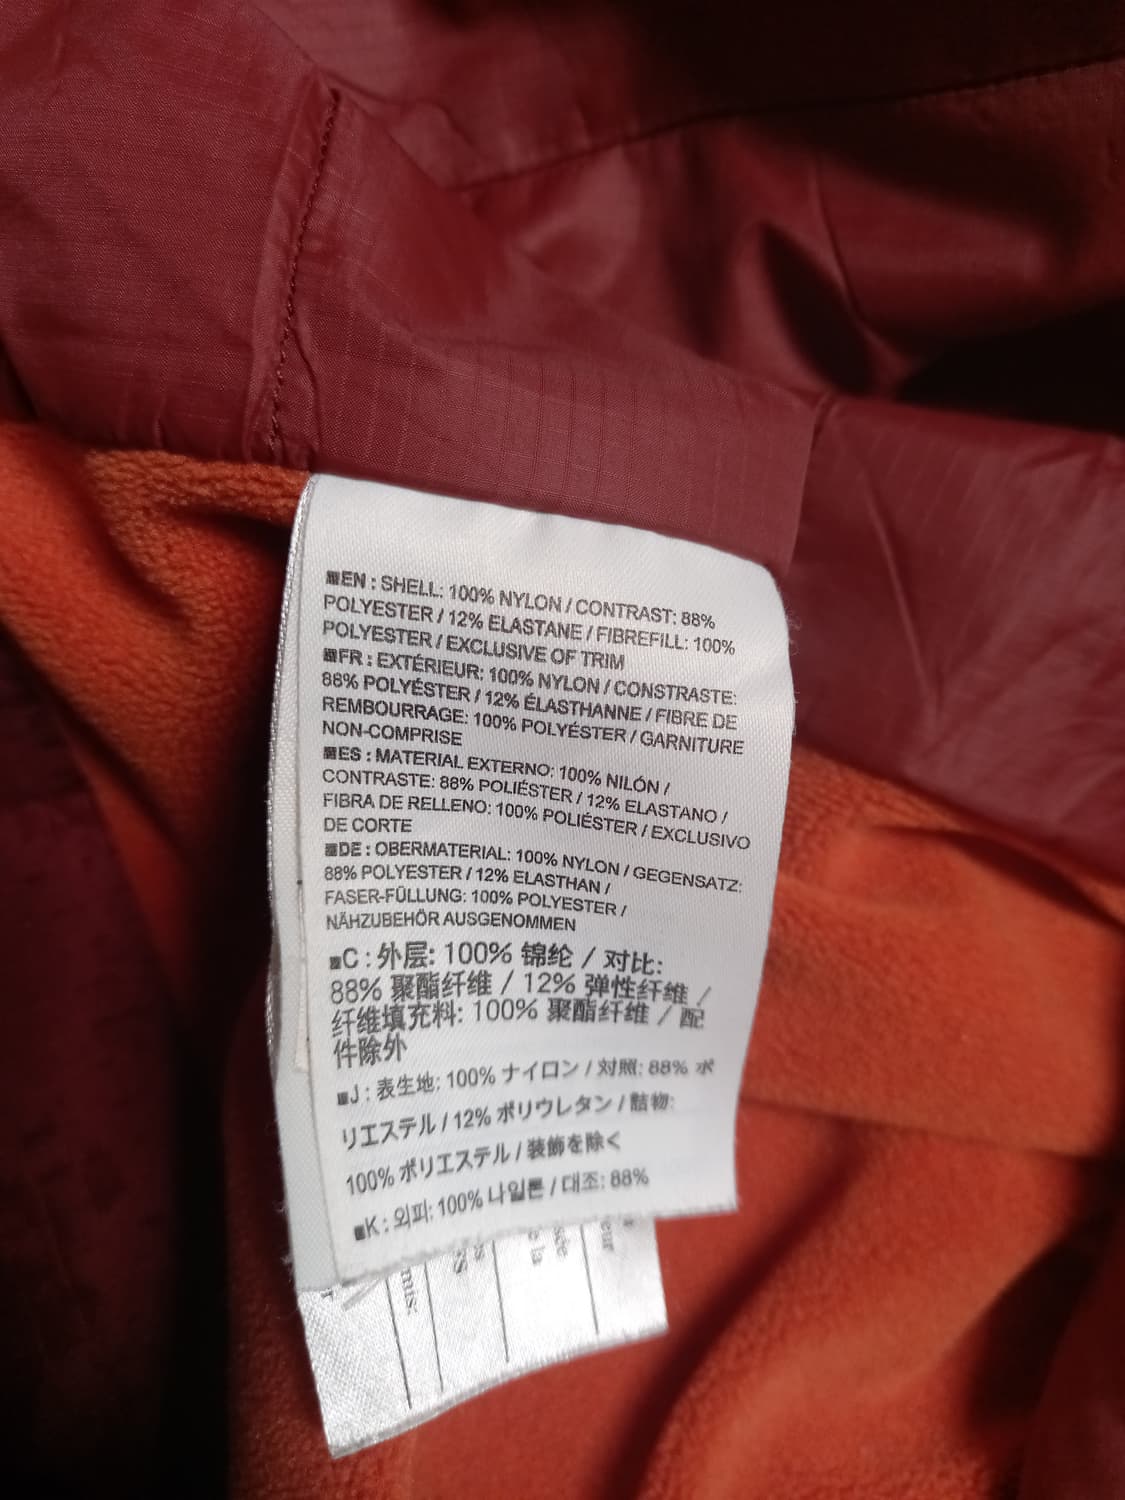 ■EN : SHELL: 100% NYLON / CONTRAST: 88%
POLYESTER / 12% ELASTANE / FIBREFILL: 100%
POLYESTER / EXCLUSIVE OF TRIM
■FR : EXTÉRIEUR: 100% NYLON / CONSTRASTE:
88% POLYÉSTER / 12% ÉLASTHANNE / FIBRE DE
REMBOURRAGE: 100% POLYÉSTER / GARNITURE
NON-COMPRISE
■ES : MATERIAL EXTERNO: 100% NILÓN /
CONTRASTE: 88% POLIÉSTER / 12% ELASTANO /
FIBRA DE RELLENO: 100% POLIÉSTER / EXCLUSIVO
DE CORTE
■DE : OBERMATERIAL: 100% NYLON / GEGENSATZ:
88% POLYESTER / 12% ELASTHAN /
FASER-FÜLLUNG: 100% POLYESTER /
NÄHZUBEHÖR AUSGENOMMEN
■C : 外层: 100% 锦纶 / 对比:
88% 聚酯纤维 / 12% 弹性纤维 /
纤维填充料: 100% 聚酯纤维 / 配
件除外
■J : 表生地: 100% ナイロン / 対照: 88% ポ
リエステル / 12% ポリウレタン / 詰物:
100% ポリエステル / 装飾を除く
■K : 외피: 100% 나일론 / 대조: 88%